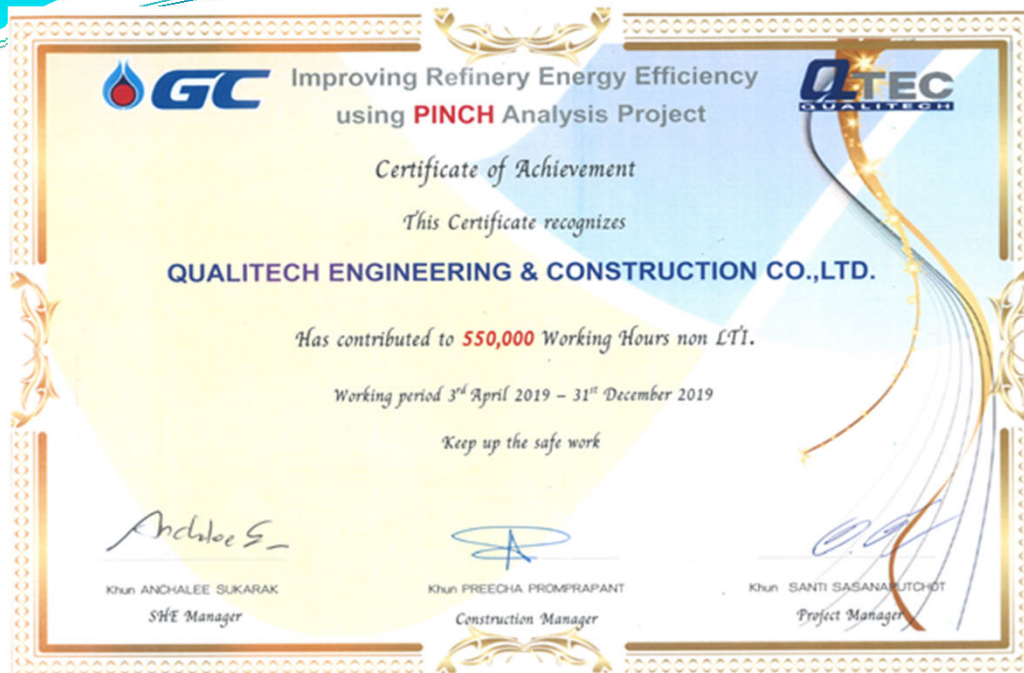 GC
Improving Refinery Energy Efficiency
using PINCH Analysis Project
QTEC
QUALITECH
Certificate of Achievement
This Certificate recognizes
QUALITECH ENGINEERING & CONSTRUCTION CO.,LTD.
Has contributed to 550,000 Working Hours non LTI.
Working period 3rd April 2019 – 31st December 2019
Keep up the safe work
Anchalee S
Khun ANCHALEE SUKARAK
SHE Manager
Khun PREECHA PROMPRAPANT
Construction Manager
Khun SANTI
Project Manager